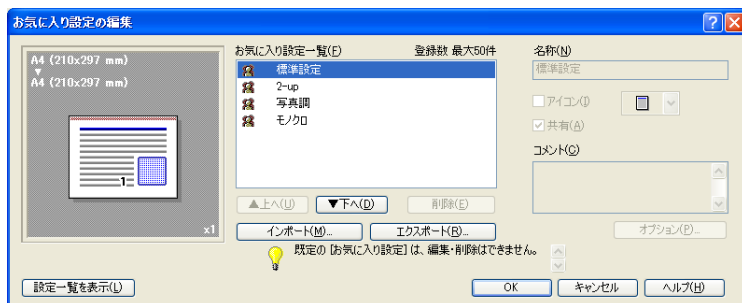 お気に入り設定の編集
A4 (210x297 mm)
A4 (210x297 mm)
1
x1
お気に入り設定一覧(F)
登録数 最大50件
標準設定
2-up
写真調
モノクロ
▲上へ(U)
▼下へ(D)
削除(E)
インポート(M)...
エクスポート(R)...
名称(N)
標準設定
アイコン(I)
共有(A)
コメント(C)
オプション(P)...
既定の [お気に入り設定] は、編集・削除はできません。
設定一覧を表示(L)
OK
キャンセル
ヘルプ(H)